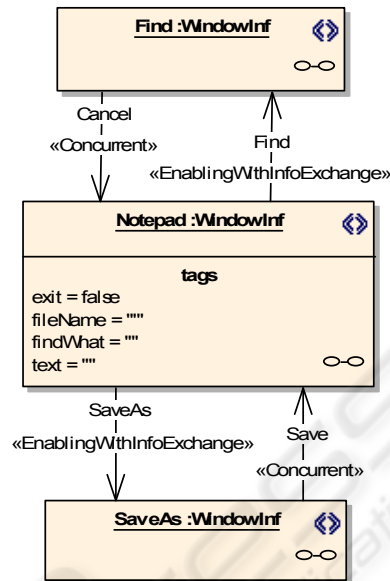 Find :WindowInf
Cancel
«Concurrent»
Find
«EnablingWithInfoExchange»
Notepad :WindowInf
tags
exit = false
fileName = ""
findWhat = ""
text = ""
SaveAs
«EnablingWithInfoExchange»
Save
«Concurrent»
SaveAs :WindowInf